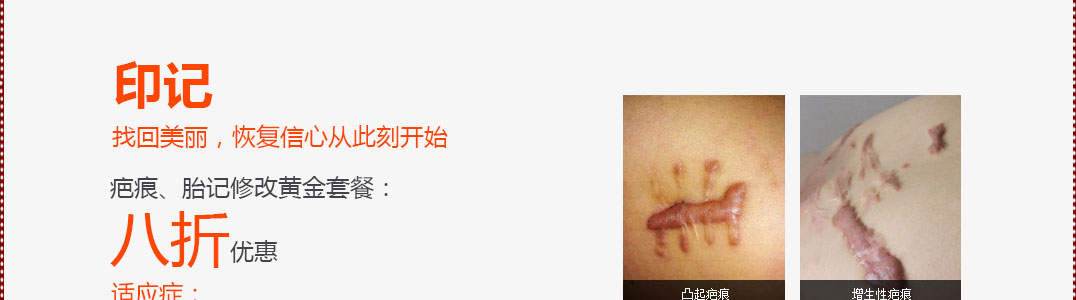 印记
找回美丽，恢复信心从此刻开始
疤痕、胎记修改黄金套餐：
八折优惠
适应症：
凸起疤痕
增生性疤痕